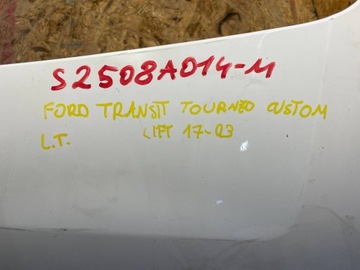 S2508A014-M
FORD TRANSIT TOURNEO CUSTOM
L.T. LIFT 17-23